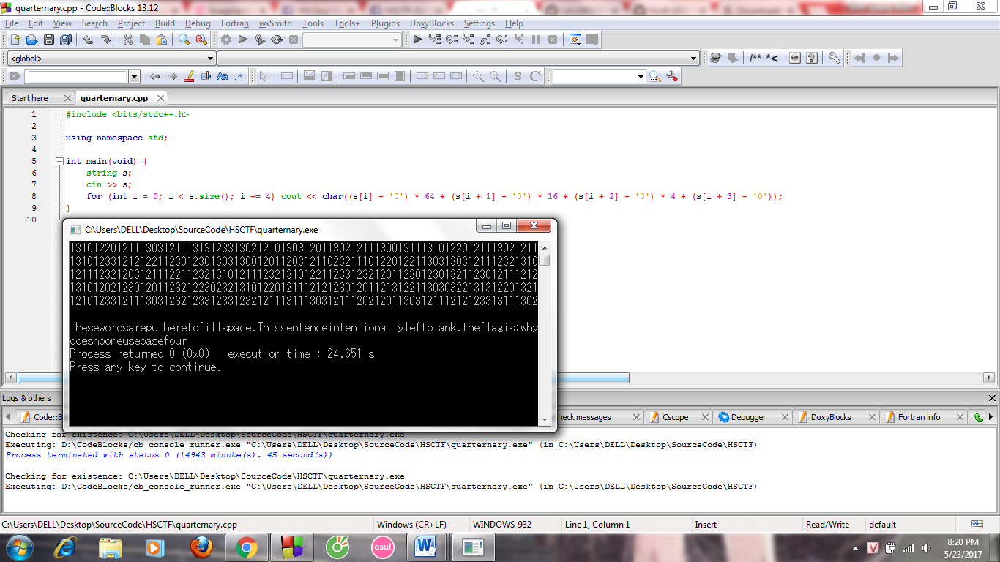 quarternary.cpp - Code::Blocks 13.12
File Edit View Search Project Build Debug Fortran wxSmith Tools Tools+ Plugins DoxyBlocks Settings Help
<global>
/** *<
Aa .*
S C
Start here quarternary.cpp
1 #include <bits/stdc++.h>
2
3 using namespace std;
4
5 int main(void) {
6 string s;
7 cin >> s;
8 for (int i = 0; i < s.size(); i += 4) cout << char((s[i] - '0') * 64 + (s[i + 1] - '0') * 16 + (s[i + 2] - '0') * 4 + (s[i + 3] - '0'));
9 }
10
C:\Users\DELL\Desktop\SourceCode\HSCTF\quarternary.exe
13101220121113031211131312331302121013031201130212111300131113101220121113021211
13101233121212211230123013031300120112031211023211101220122113031303121112321310
12111232120312111221123213101211123213101221123312321201123012301321123012111212
13101202123012011232122302321310122012111212123012011213122113030322131312201321
12101233121113031232123312331232121113111303121112021201130312111212123313111302
thesewordsareputheretofillspace.Thissentenceintentionallyleftblank.theflagis:why
doesnooneusebasefour
Process returned 0 (0x0) execution time : 24.651 s
Press any key to continue.
Logs & others
Code::B heck messages Cscope Debugger DoxyBlocks Fortran info
Checking for existence: C:\Users\DELL\Desktop\SourceCode\HSCTF\quarternary.exe
Executing: D:\CodeBlocks/cb_console_runner.exe "C:\Users\DELL\Desktop\SourceCode\HSCTF\quarternary.exe" (in C:\Users\DELL\Desktop\SourceCode\HSCTF)
Process terminated with status 0 (14943 minute(s), 45 second(s))
Checking for existence: C:\Users\DELL\Desktop\SourceCode\HSCTF\quarternary.exe
Executing: D:\CodeBlocks/cb_console_runner.exe "C:\Users\DELL\Desktop\SourceCode\HSCTF\quarternary.exe" (in C:\Users\DELL\Desktop\SourceCode\HSCTF)
C:\Users\DELL\Desktop\SourceCode\HSCTF\quarternary.cpp Windows (CR+LF) WINDOWS-932 Line 1, Column 1 Insert Read/Write default
osu! W V 8:20 PM
5/23/2017